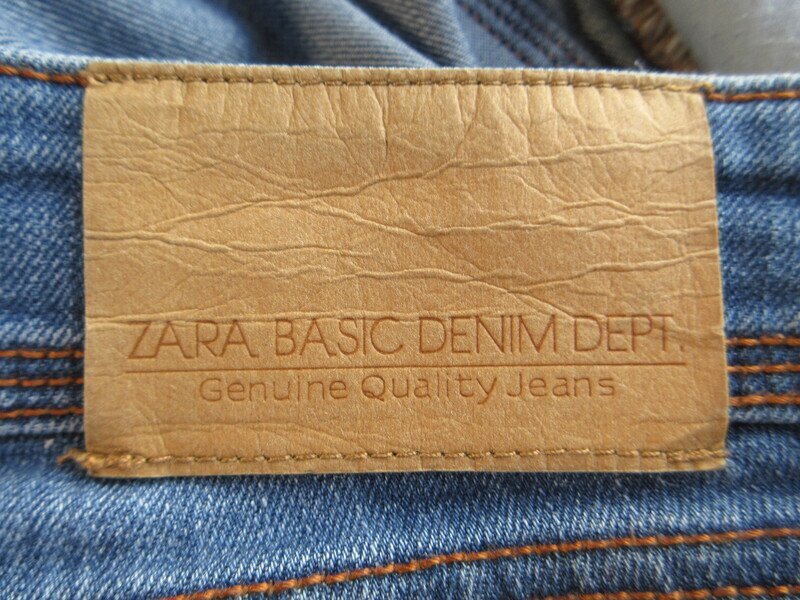 ZARA BASIC DENIM DEPT.
Genuine Quality Jeans